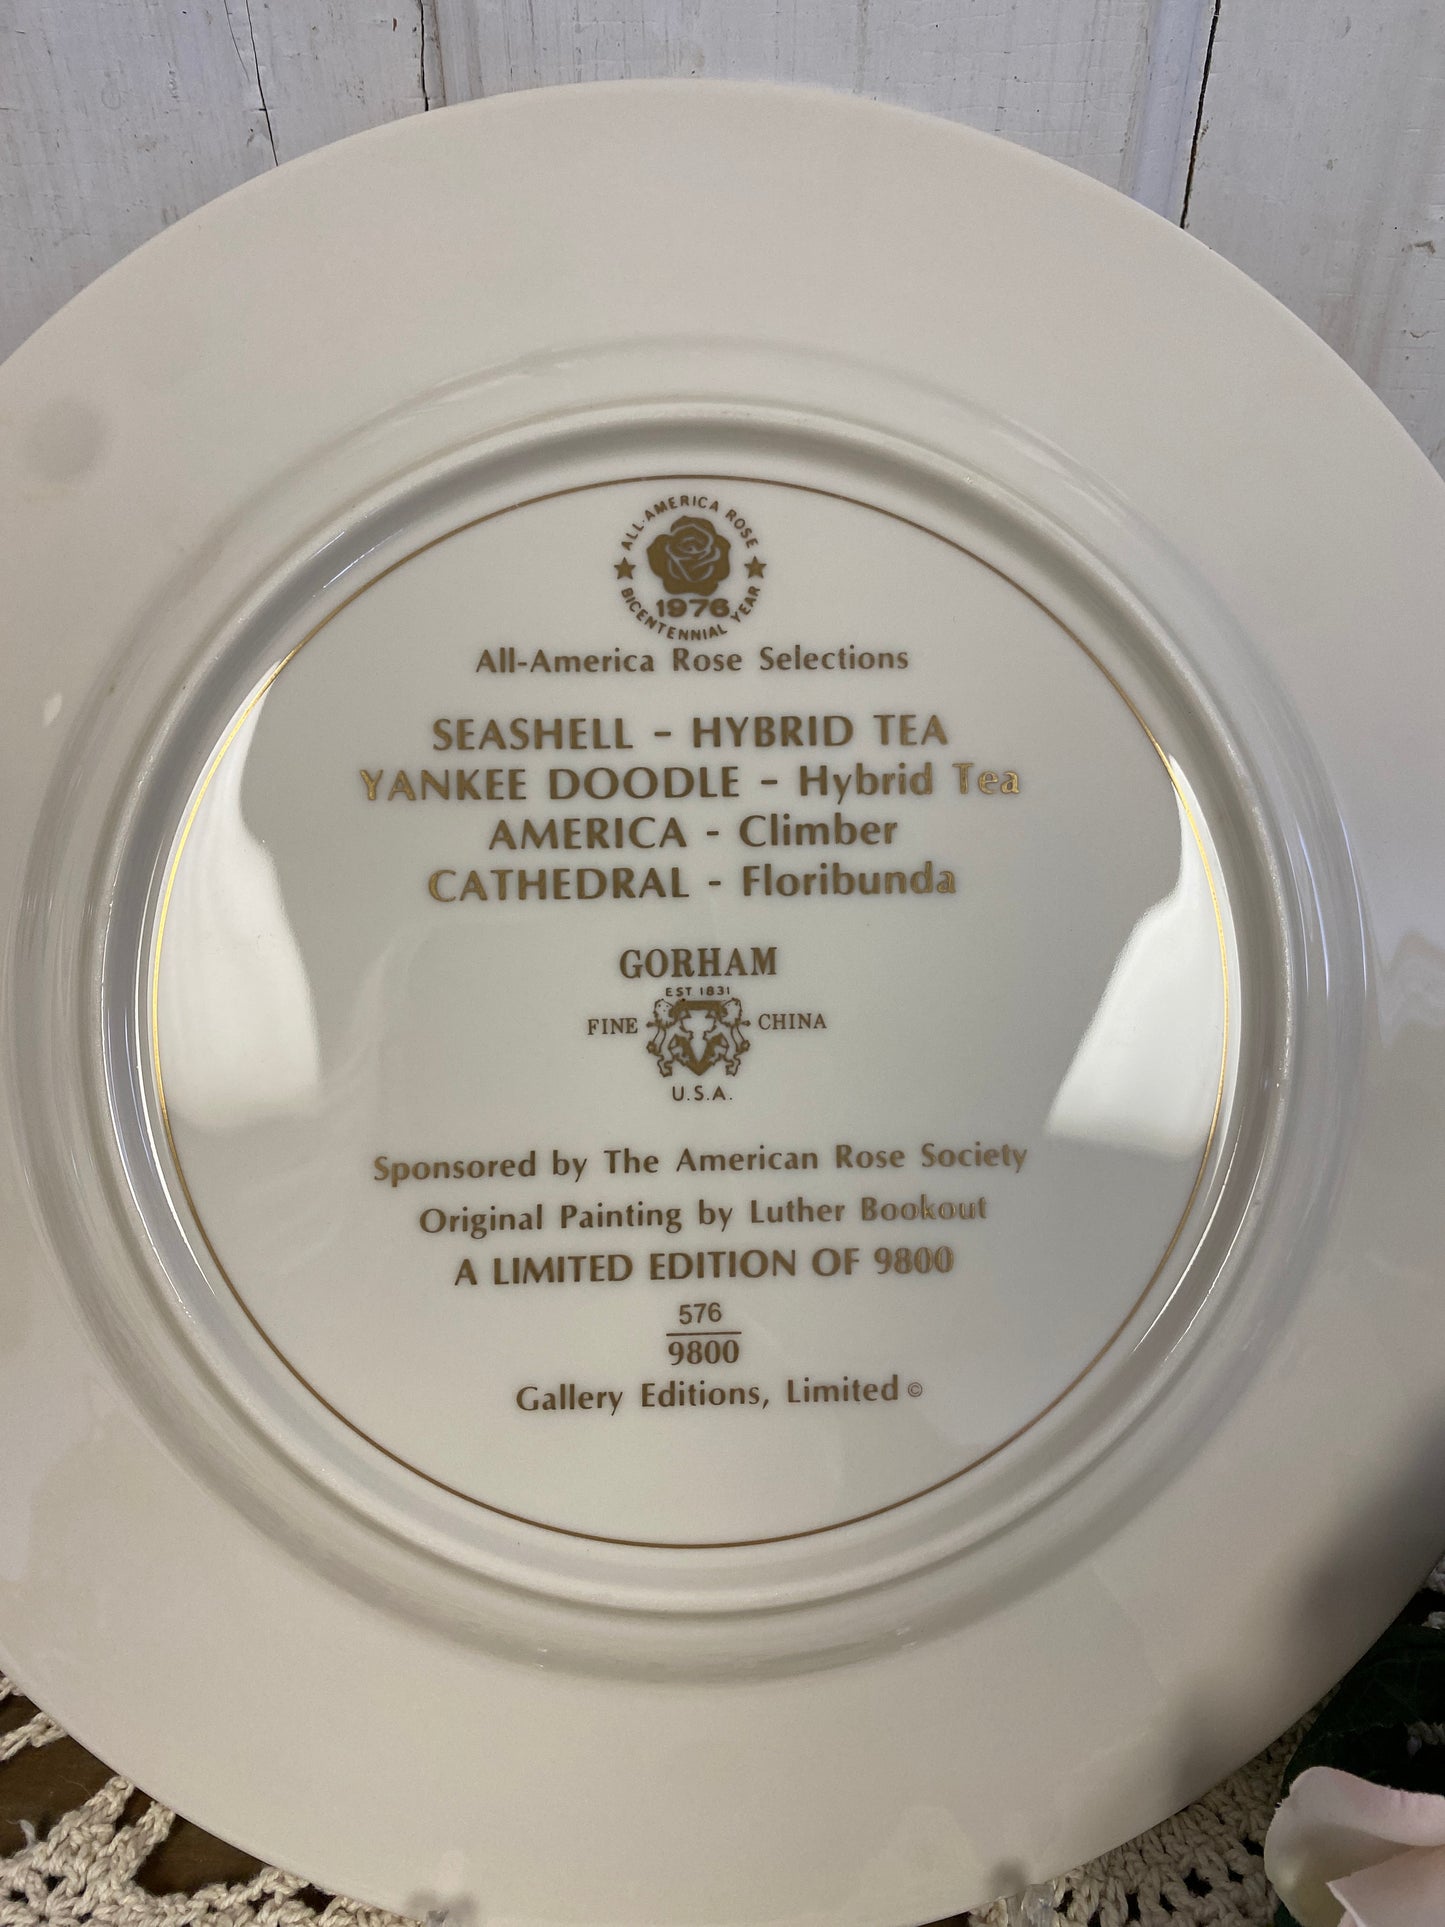 ALL-AMERICA ROSE
1976
BICENTENNIAL YEAR
All-America Rose Selections
SEASHELL - HYBRID TEA
YANKEE DOODLE - Hybrid Tea
AMERICA - Climber
CATHEDRAL - Floribunda
GORHAM
EST 1831
FINE CHINA
U.S.A.
Sponsored by The American Rose Society
Original Painting by Luther Bookout
A LIMITED EDITION OF 9800
576
9800
Gallery Editions, Limited ©